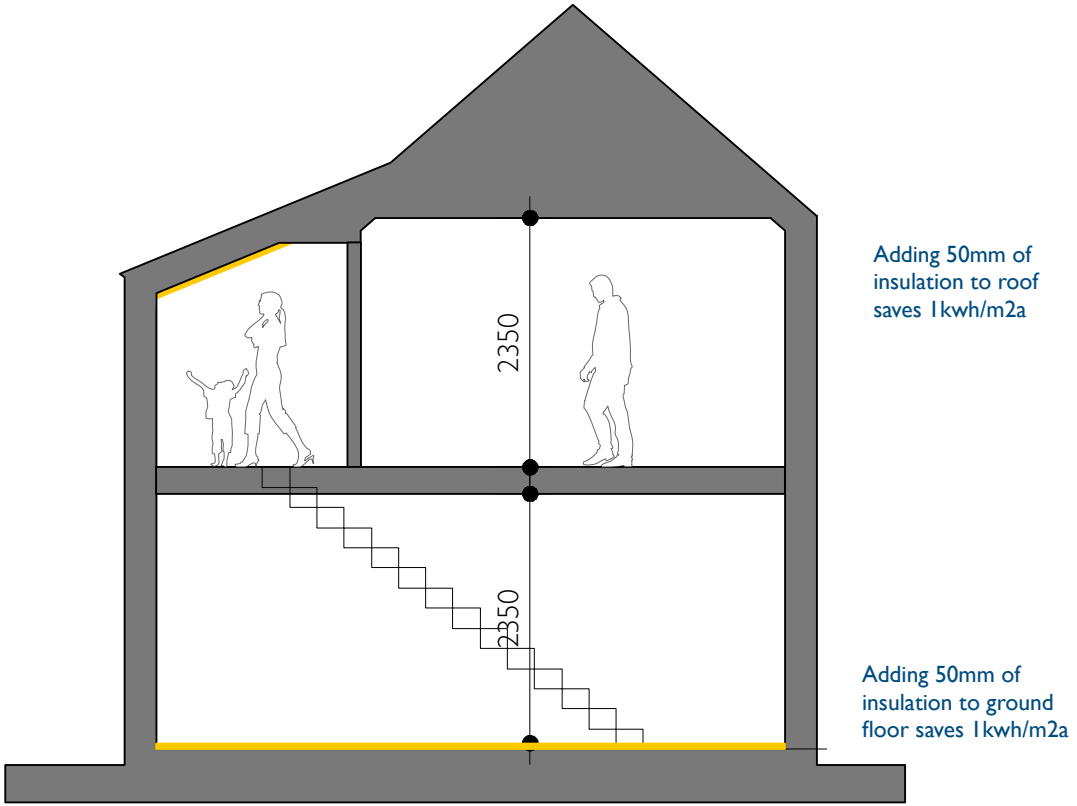 Adding 50mm of
insulation to roof
saves 1kwh/m2a
2350
2350
Adding 50mm of
insulation to ground
floor saves 1kwh/m2a